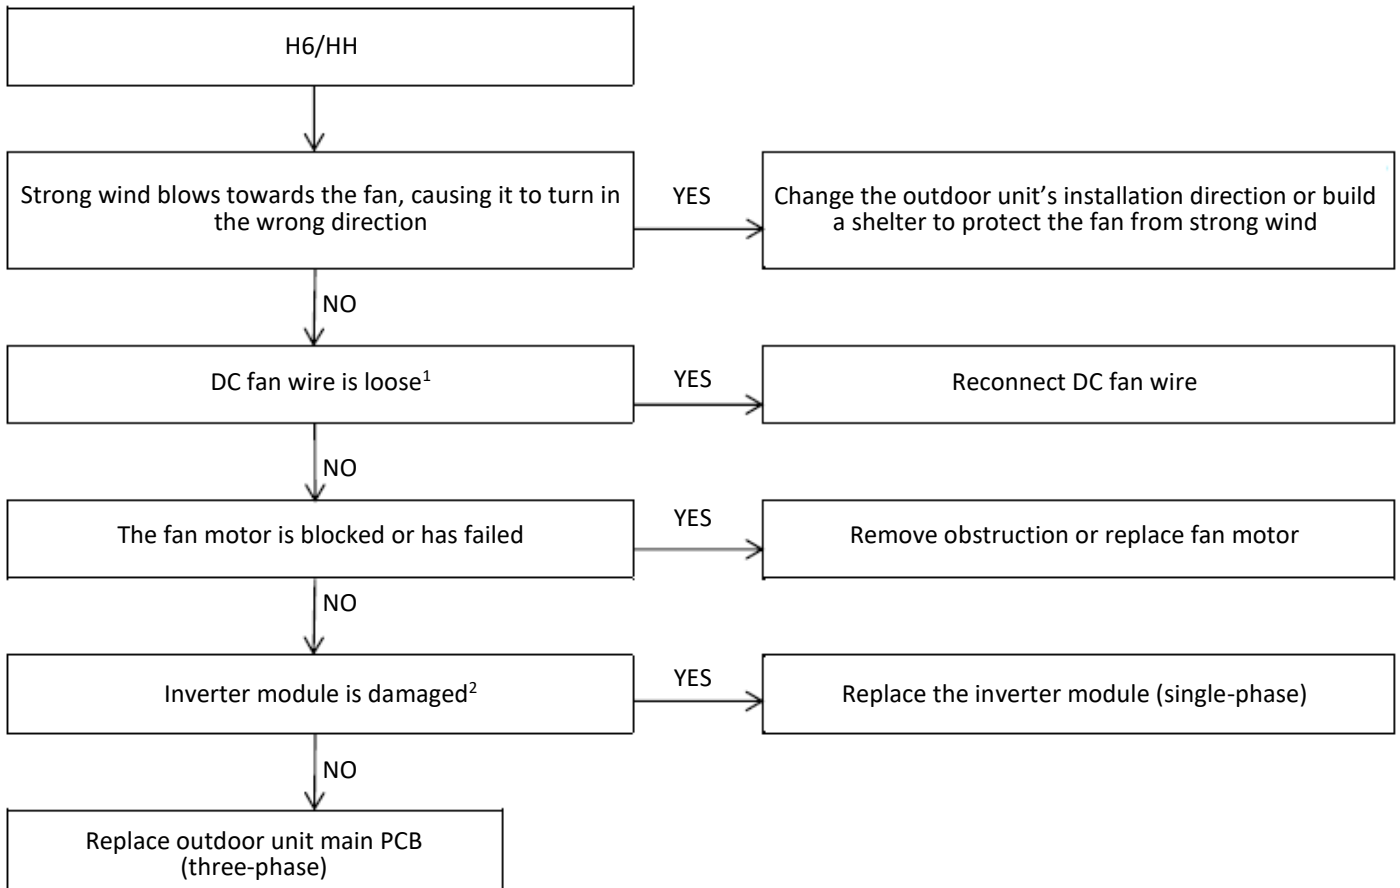 H6/HH
Strong wind blows towards the fan, causing it to turn in
the wrong direction
YES
Change the outdoor unit’s installation direction or build
a shelter to protect the fan from strong wind
NO
DC fan wire is loose¹
YES
Reconnect DC fan wire
NO
The fan motor is blocked or has failed
YES
Remove obstruction or replace fan motor
NO
Inverter module is damaged²
YES
Replace the inverter module (single-phase)
NO
Replace outdoor unit main PCB
(three-phase)